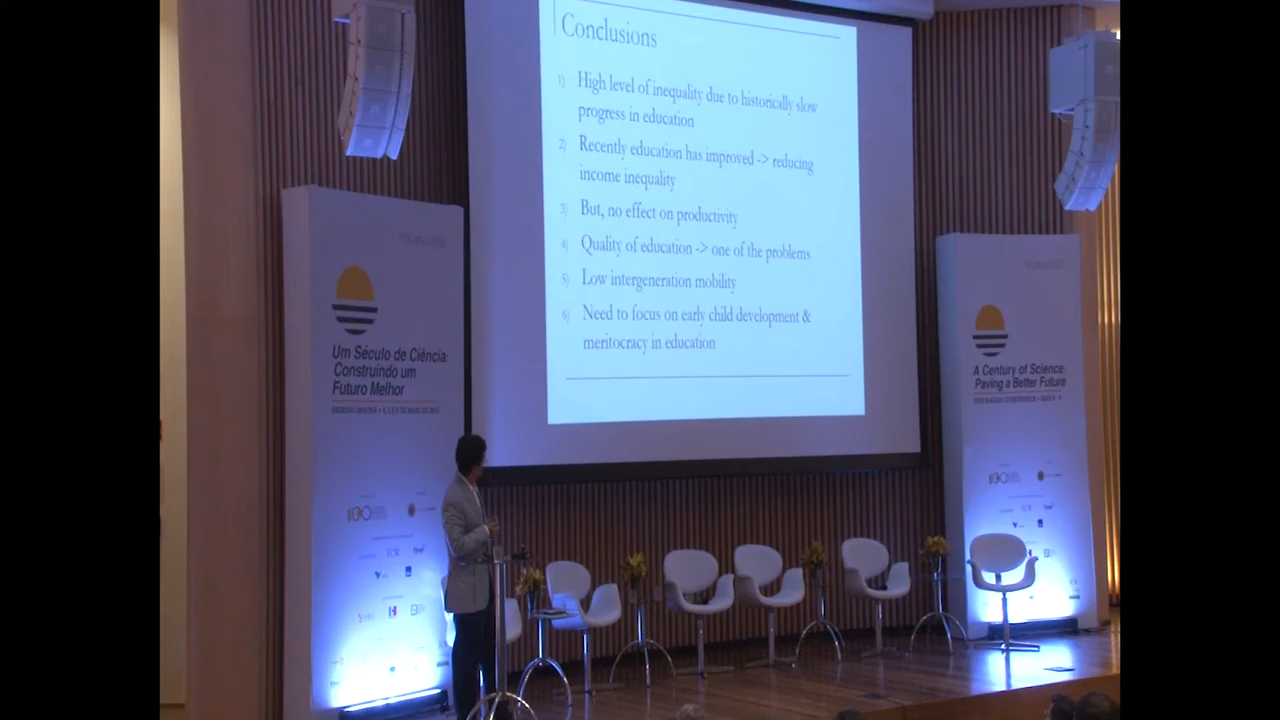 Conclusions
1) High level of inequality due to historically slow
progress in education
2) Recently education has improved -> reducing
income inequality
3) But, no effect on productivity
4) Quality of education -> one of the problems
5) Low intergeneration mobility
6) Need to focus on early child development &
meritocracy in education
Um Século de Ciência:
Construindo um
Futuro Melhor
A Century of Science:
Paving a Better Future